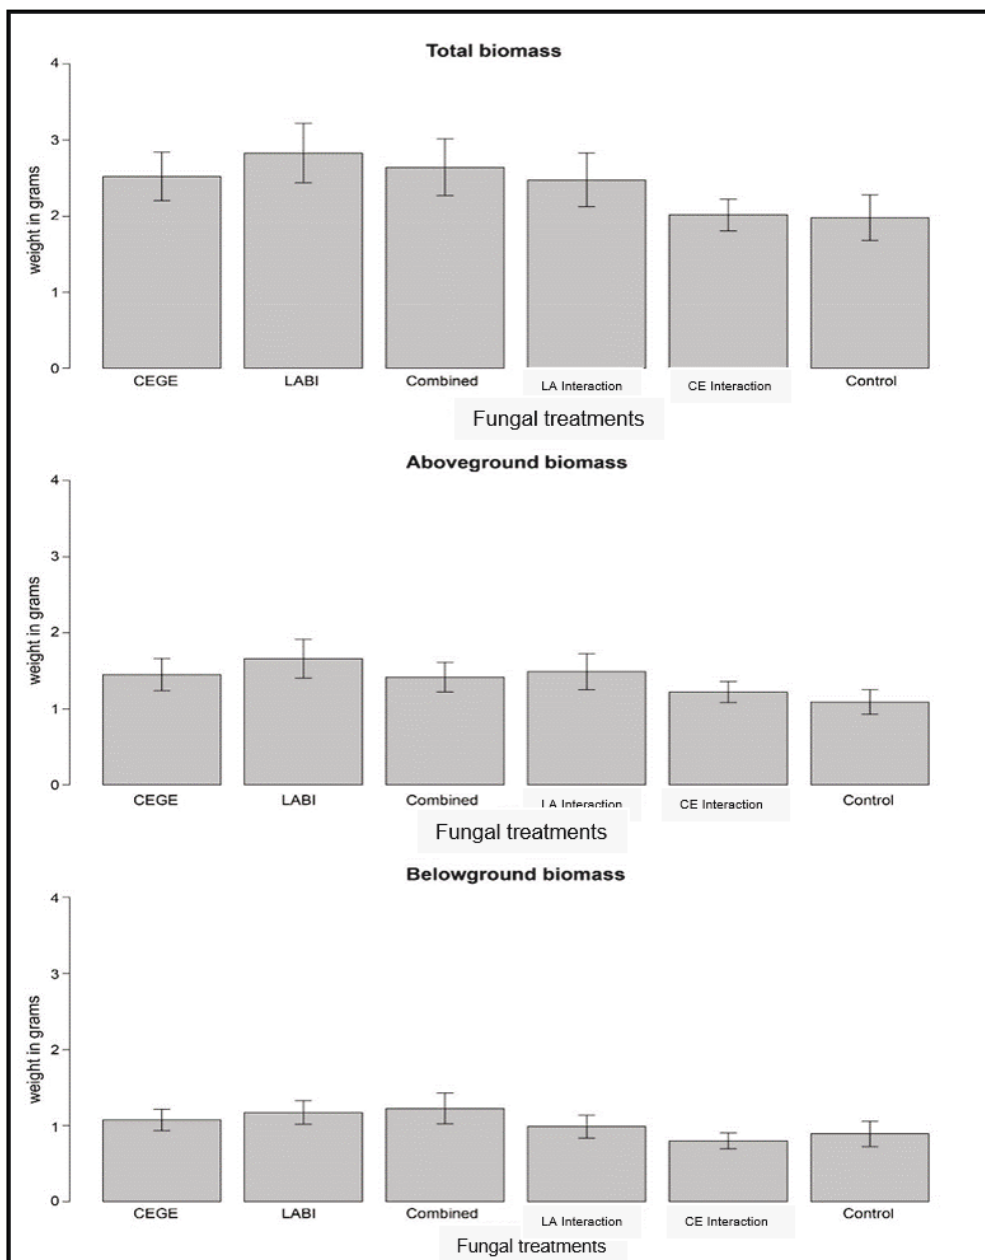 Total biomass
4
3
2
1
0
weight in grams
CEGE LABI Combined LA Interaction CE Interaction Control
Fungal treatments
Aboveground biomass
4
3
2
1
0
weight in grams
CEGE LABI Combined LA Interaction CE Interaction Control
Fungal treatments
Belowground biomass
4
3
2
1
0
weight in grams
CEGE LABI Combined LA Interaction CE Interaction Control
Fungal treatments